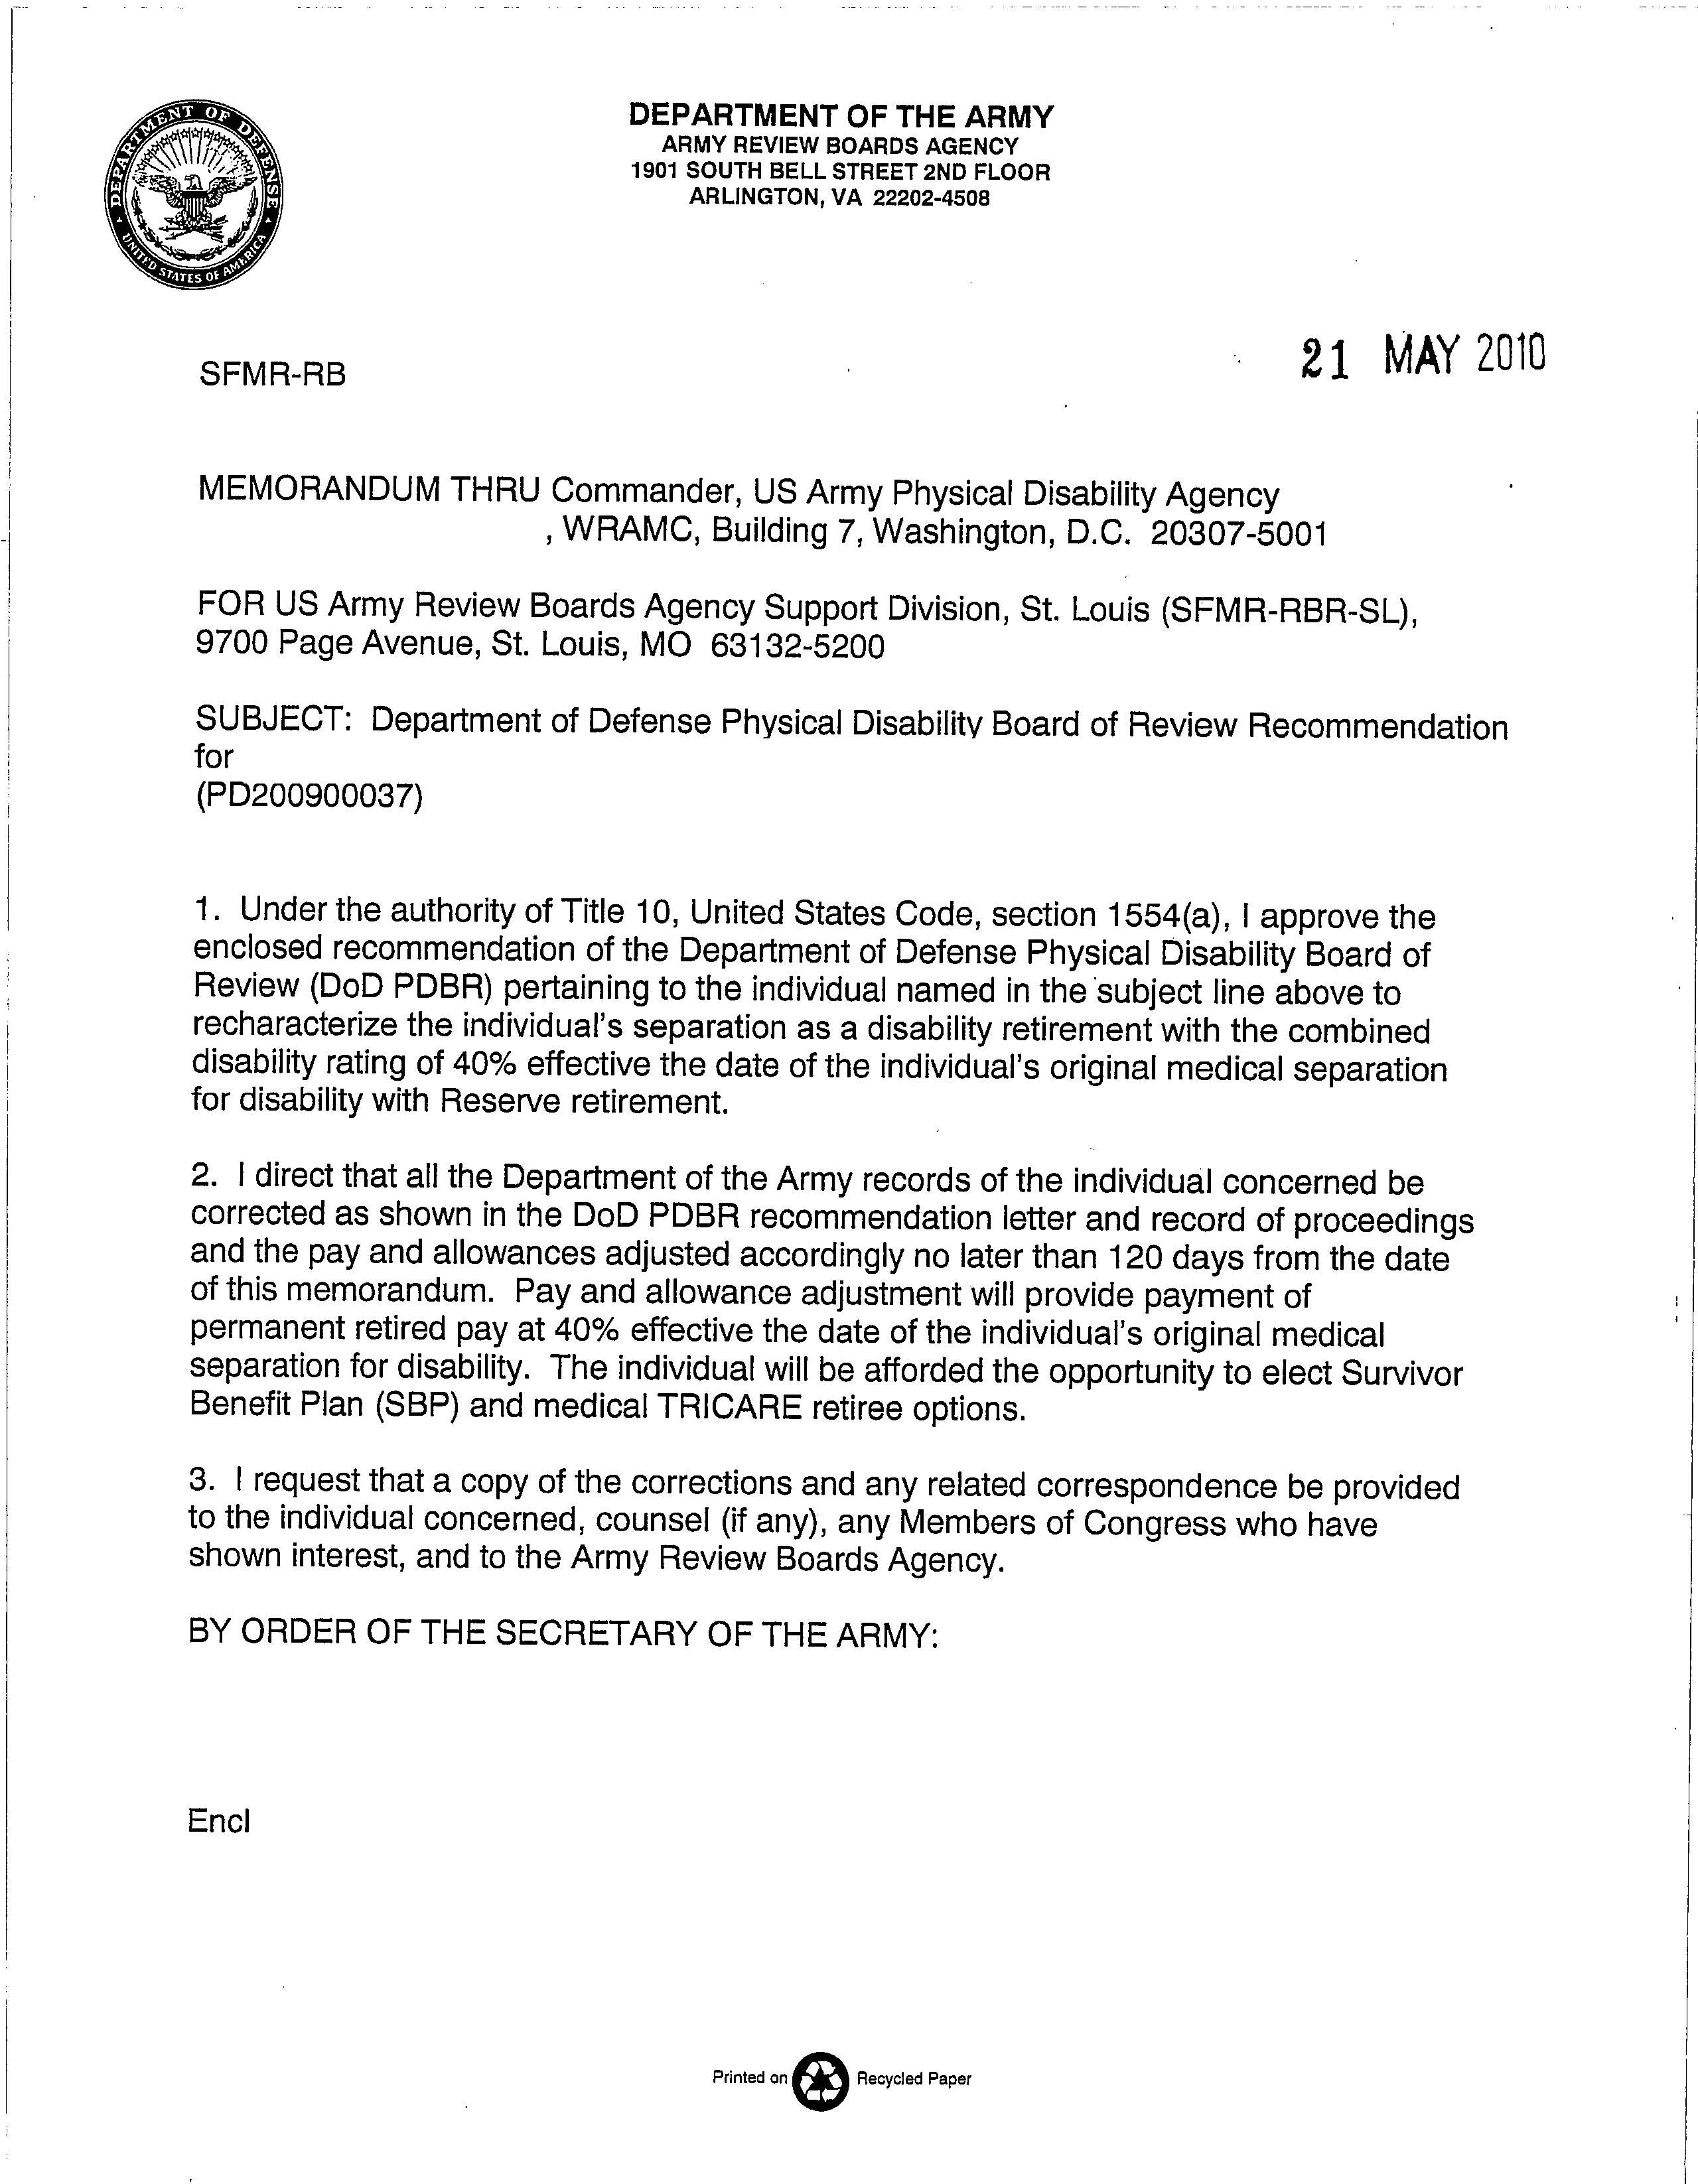 DEPARTMENT OF DEFENSE
UNITED STATES OF AMERICA
DEPARTMENT OF THE ARMY
ARMY REVIEW BOARDS AGENCY
1901 SOUTH BELL STREET 2ND FLOOR
ARLINGTON, VA 22202-4508
SFMR-RB
21 MAY 2010
MEMORANDUM THRU Commander, US Army Physical Disability Agency
, WRAMC, Building 7, Washington, D.C. 20307-5001
FOR US Army Review Boards Agency Support Division, St. Louis (SFMR-RBR-SL),
9700 Page Avenue, St. Louis, MO 63132-5200
SUBJECT: Department of Defense Physical Disability Board of Review Recommendation
for
(PD200900037)
1. Under the authority of Title 10, United States Code, section 1554(a), I approve the
enclosed recommendation of the Department of Defense Physical Disability Board of
Review (DoD PDBR) pertaining to the individual named in the subject line above to
recharacterize the individual's separation as a disability retirement with the combined
disability rating of 40% effective the date of the individual's original medical separation
for disability with Reserve retirement.
2. I direct that all the Department of the Army records of the individual concerned be
corrected as shown in the DoD PDBR recommendation letter and record of proceedings
and the pay and allowances adjusted accordingly no later than 120 days from the date
of this memorandum. Pay and allowance adjustment will provide payment of
permanent retired pay at 40% effective the date of the individual's original medical
separation for disability. The individual will be afforded the opportunity to elect Survivor
Benefit Plan (SBP) and medical TRICARE retiree options.
3. I request that a copy of the corrections and any related correspondence be provided
to the individual concerned, counsel (if any), any Members of Congress who have
shown interest, and to the Army Review Boards Agency.
BY ORDER OF THE SECRETARY OF THE ARMY:
Encl
Printed on Recycled Paper